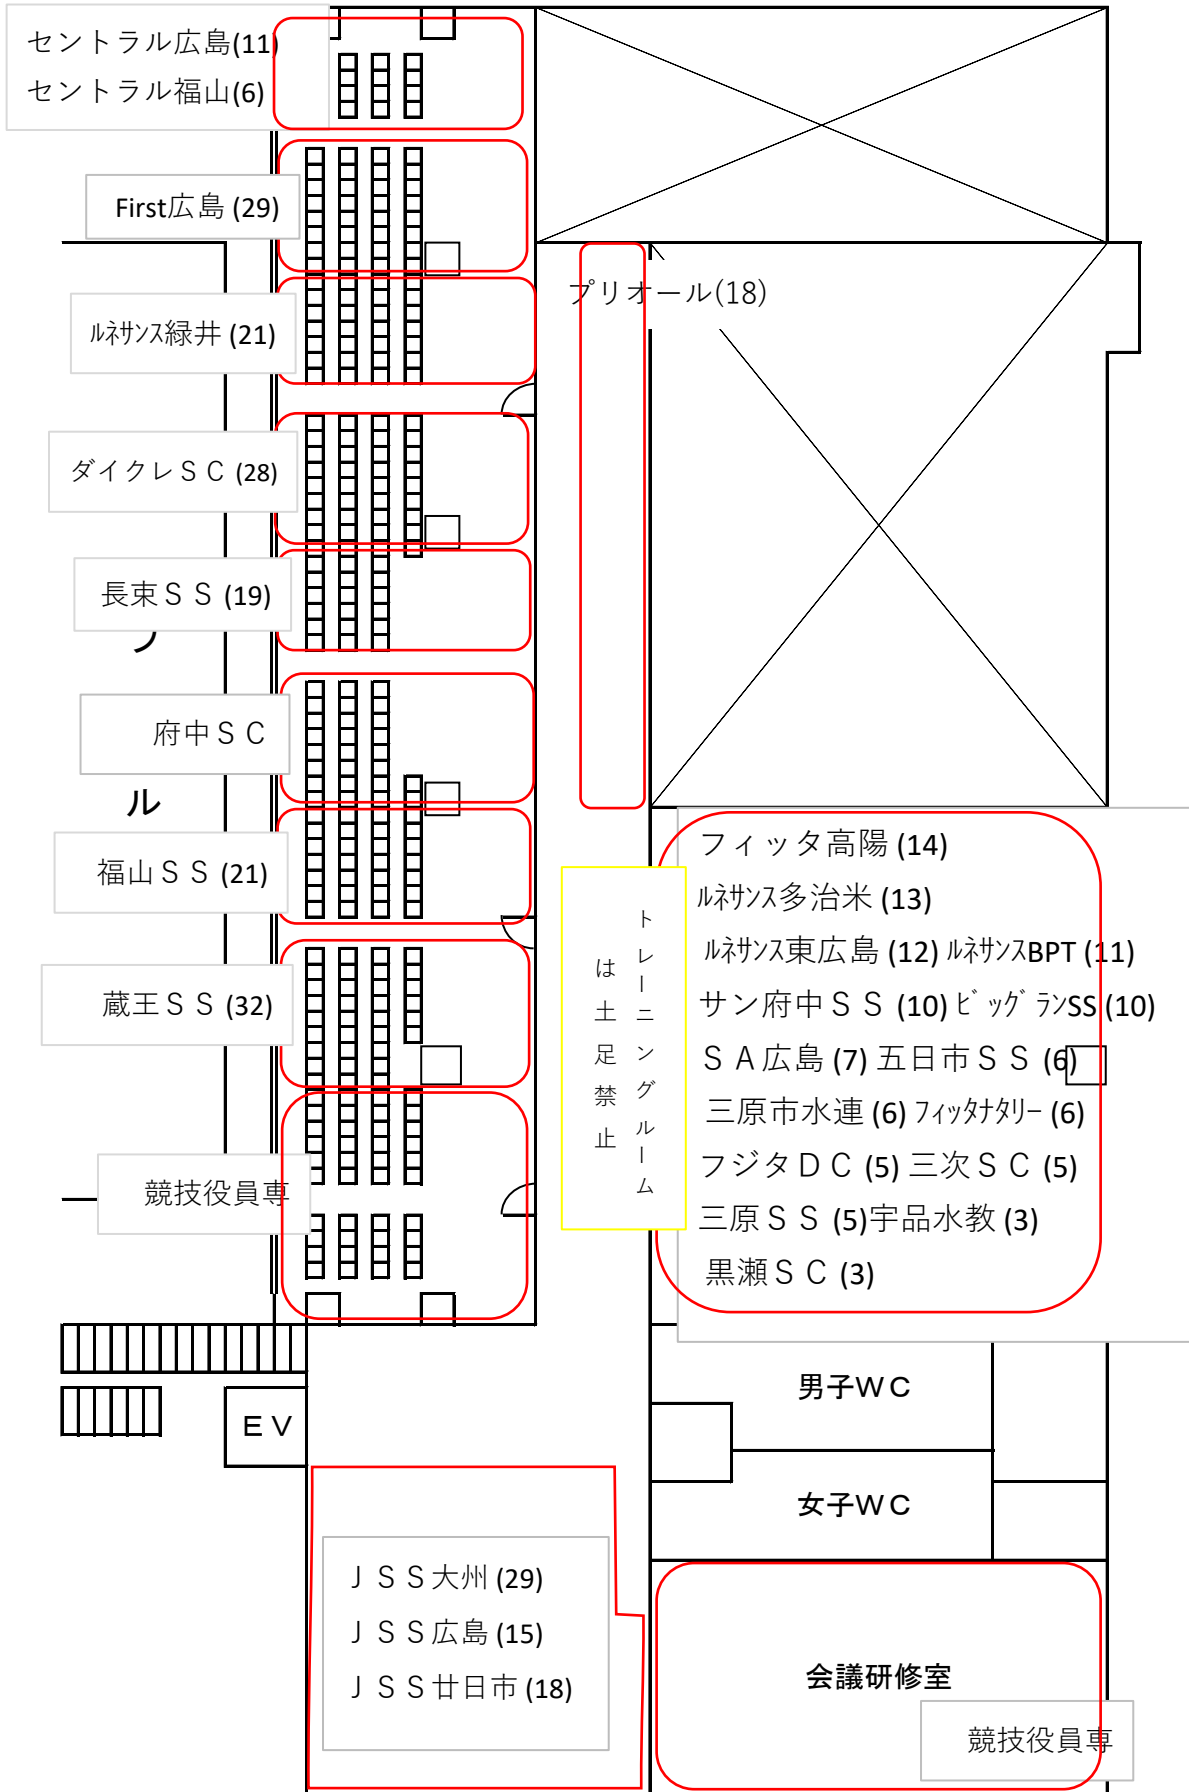 セントラル広島(11)
セントラル福山(6)
First広島 (29)
プリオール(18)
ﾙﾈｻﾝｽ緑井 (21)
ダイクレＳＣ (28)
長束ＳＳ (19)
府中ＳＣ
ル
福山ＳＳ (21)
蔵王ＳＳ (32)
競技役員専
トレーニングルーム
は土足禁止
フィッタ高陽 (14)
ﾙﾈｻﾝｽ多治米 (13)
ﾙﾈｻﾝｽ東広島 (12) ﾙﾈｻﾝｽBPT (11)
サン府中ＳＳ (10) ﾋﾞｯｸﾞﾗﾝSS (10)
ＳＡ広島 (7) 五日市ＳＳ (6)
三原市水連 (6) ﾌｨｯﾀﾅﾀﾘｰ (6)
フジタＤＣ (5) 三次ＳＣ (5)
三原ＳＳ (5)宇品水教 (3)
黒瀬ＳＣ (3)
男子ＷＣ
ＥＶ
女子ＷＣ
ＪＳＳ大州 (29)
ＪＳＳ広島 (15)
ＪＳＳ廿日市 (18)
会議研修室
競技役員専